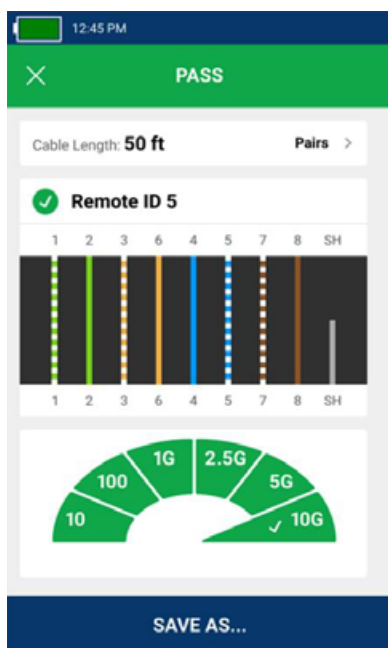 12:45 PM
PASS
Cable Length: 50 ft Pairs >
Remote ID 5
1 2 3 6 4 5 7 8 SH
1 2 3 6 4 5 7 8 SH
10 100 1G 2.5G 5G 10G
SAVE AS...